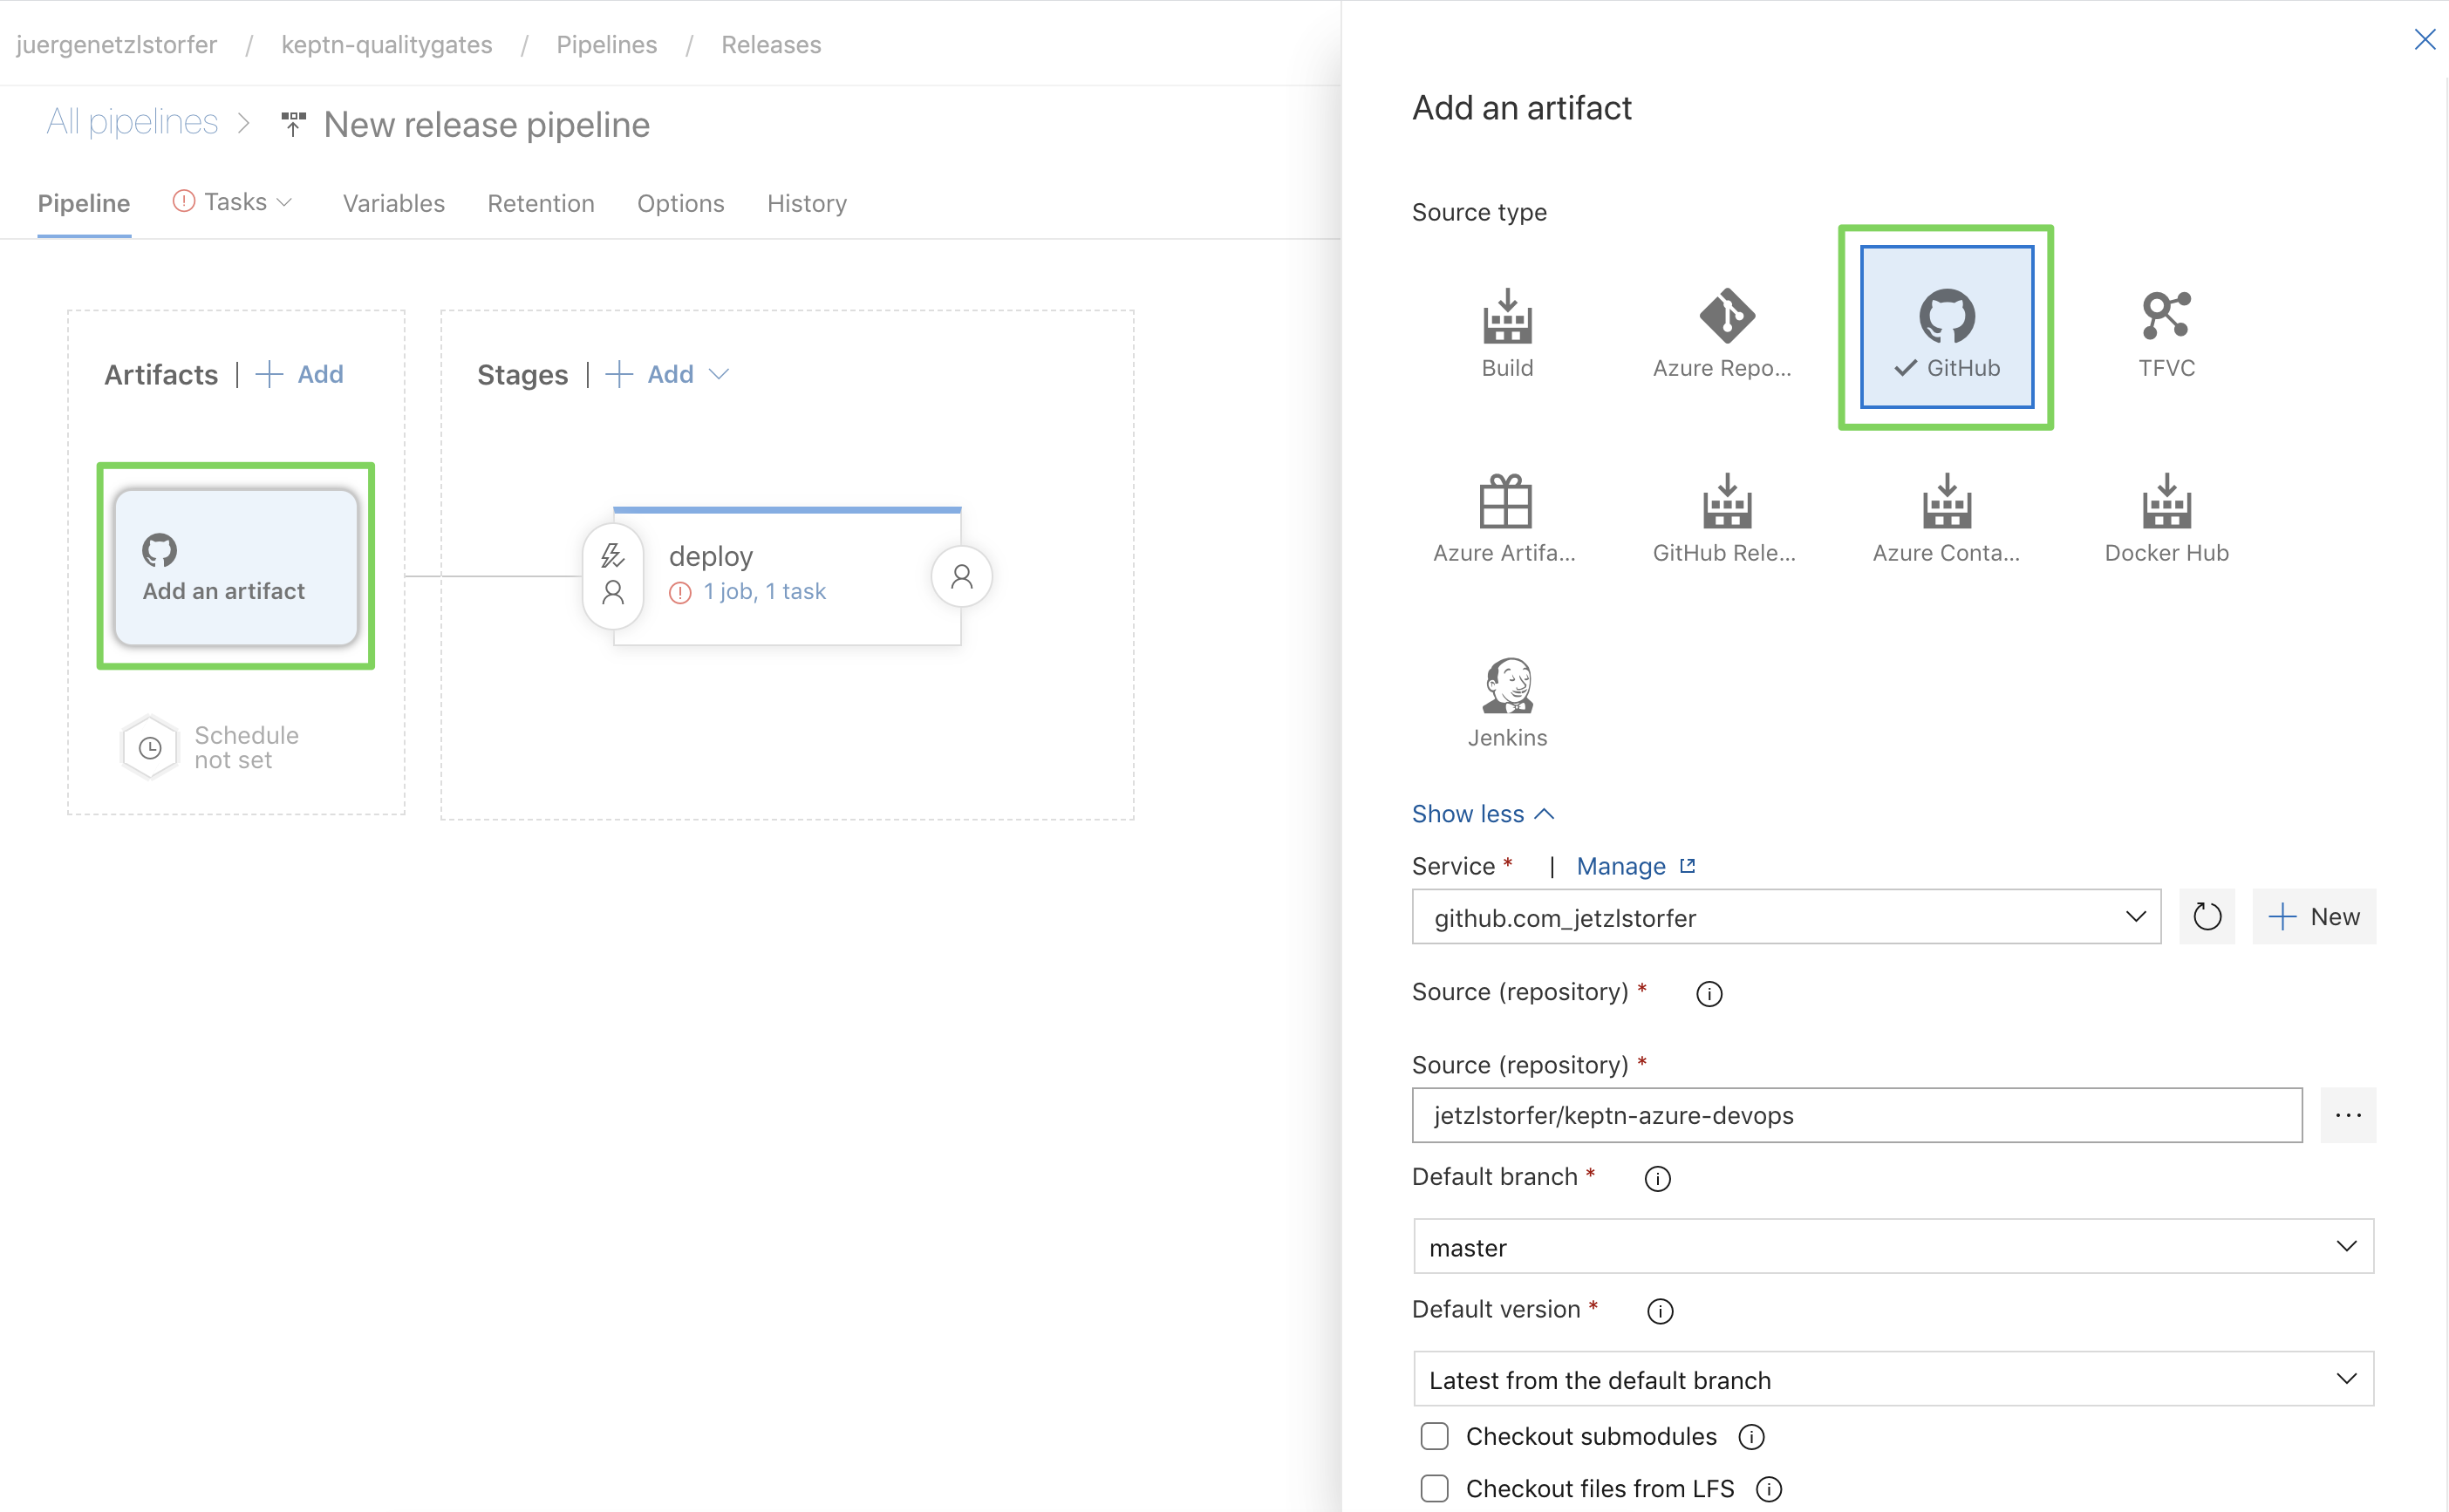 juergenetzlstorfer / keptn-qualitygates / Pipelines / Releases
All pipelines > New release pipeline
Pipeline Tasks Variables Retention Options History
Artifacts | + Add
Stages | + Add
Add an artifact
deploy
1 job, 1 task
Schedule
not set
Add an artifact
Source type
Build
Azure Repo...
GitHub
TFVC
Azure Artifa...
GitHub Rele...
Azure Conta...
Docker Hub
Jenkins
Show less
Service * | Manage
github.com_jetzlstorfer
+ New
Source (repository) *
Source (repository) *
jetzlstorfer/keptn-azure-devops
...
Default branch *
master
Default version *
Latest from the default branch
Checkout submodules
Checkout files from LFS